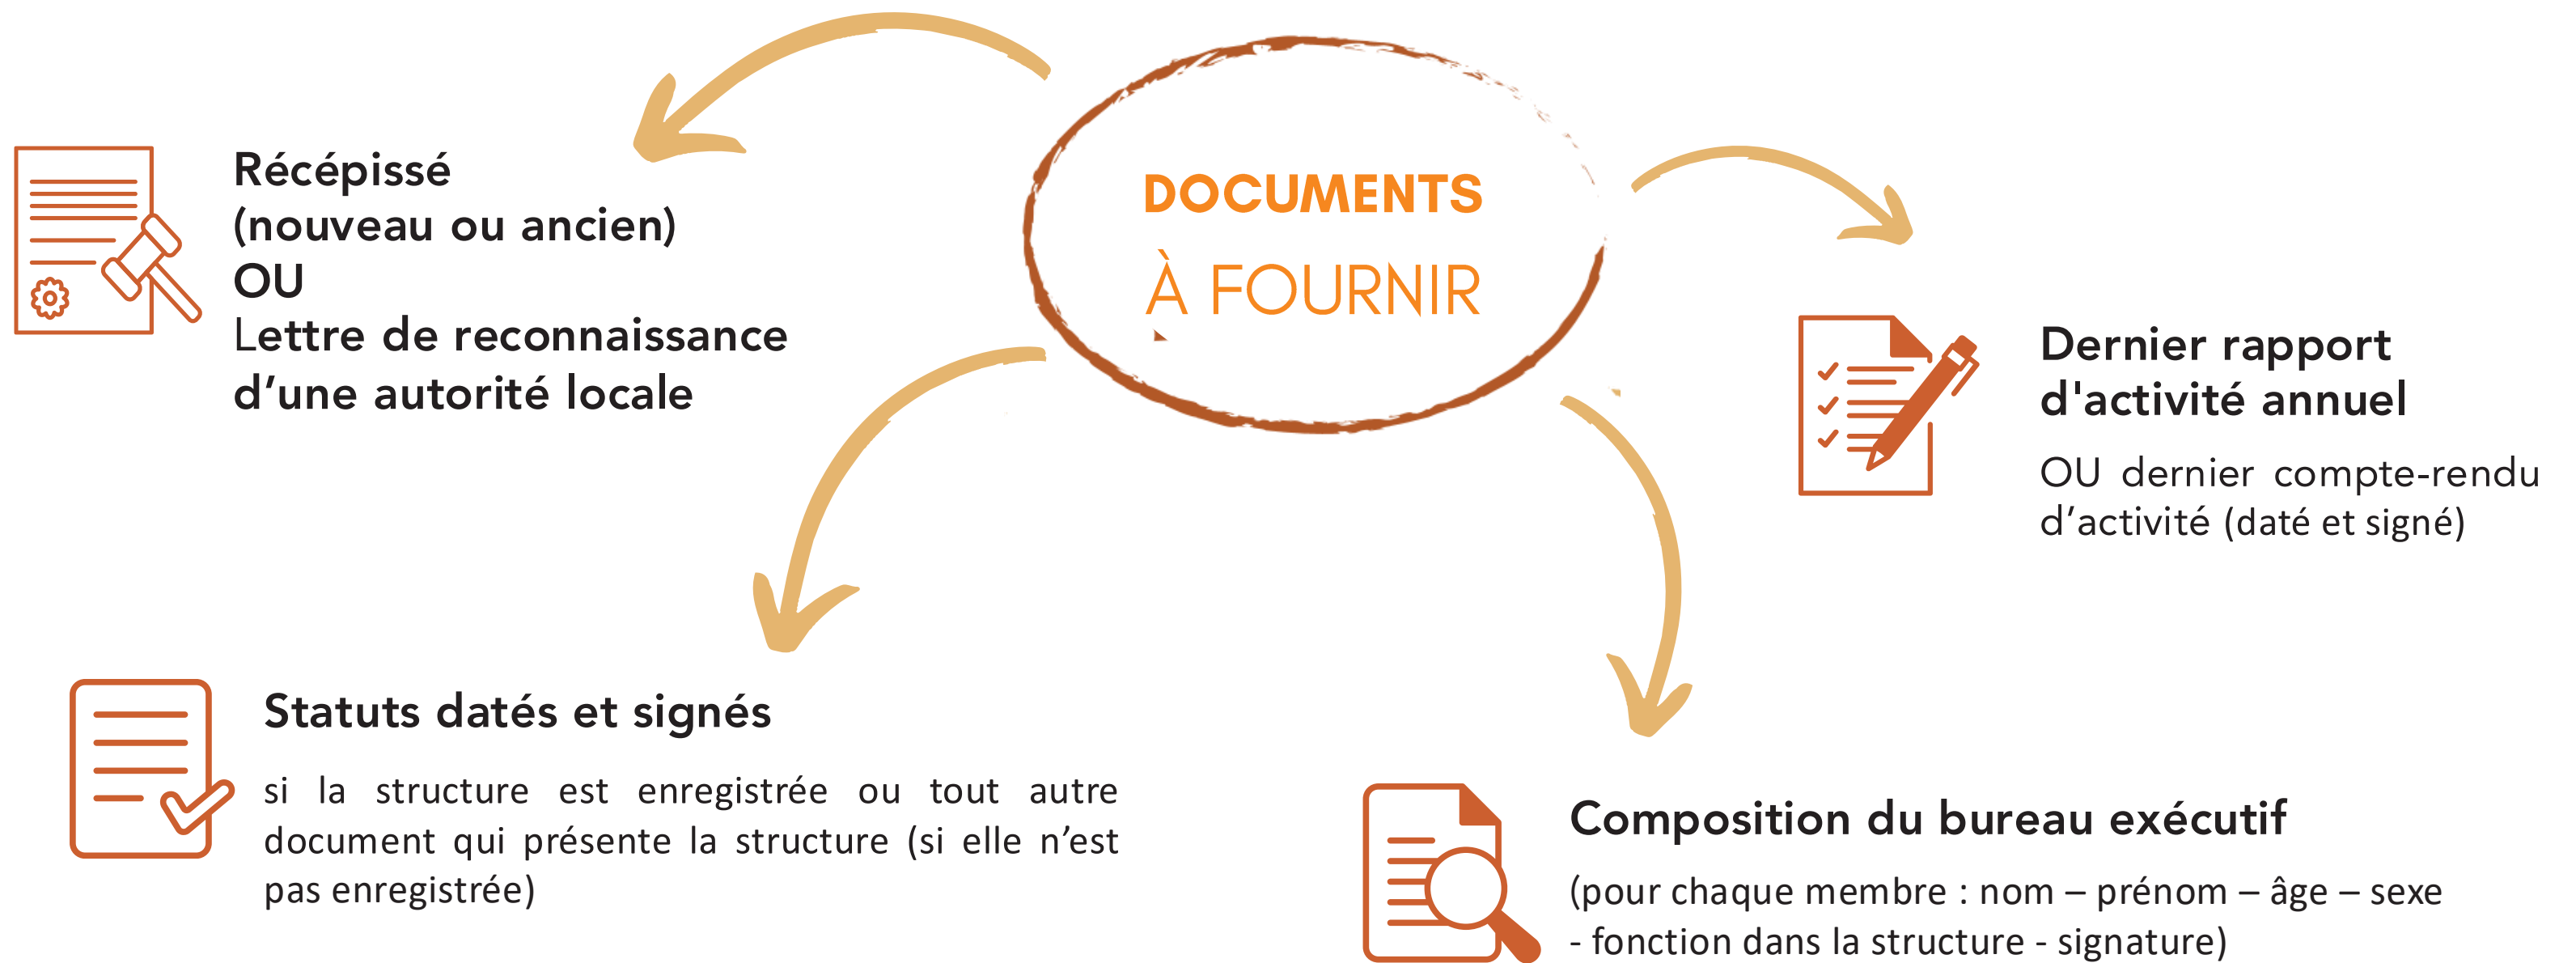 DOCUMENTS
À FOURNIR
Récépissé
(nouveau ou ancien)
OU
Lettre de reconnaissance
d’une autorité locale
Dernier rapport
d'activité annuel
OU dernier compte-rendu
d’activité (daté et signé)
Statuts datés et signés
si la structure est enregistrée ou tout autre
document qui présente la structure (si elle n’est
pas enregistrée)
Composition du bureau exécutif
(pour chaque membre : nom – prénom – âge – sexe
- fonction dans la structure - signature)